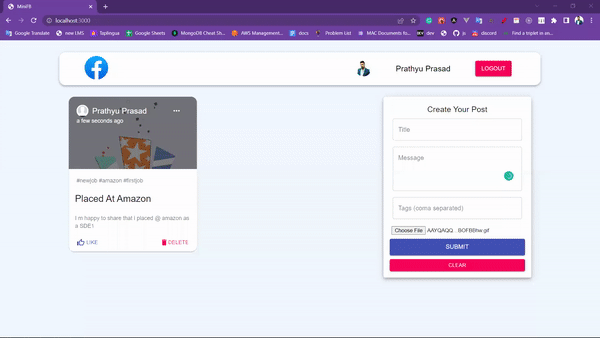 MiniFB
localhost:3000
Google Translate
new LMS
Taplingua
Google Sheets
MongoDB Cheat Sh...
AWS Management...
docs
Problem List
MAC Documents fo...
DEV dev
js
discord
Find a triplet in an...
Prathyu Prasad
LOGOUT
Prathyu Prasad
a few seconds ago
#newjob #amazon #firstjob
Placed At Amazon
I m happy to share that i placed @ amazon as
a SDE1
LIKE
DELETE
Create Your Post
Title
Message
Tags (coma separated)
Choose File
SUBMIT
CLEAR